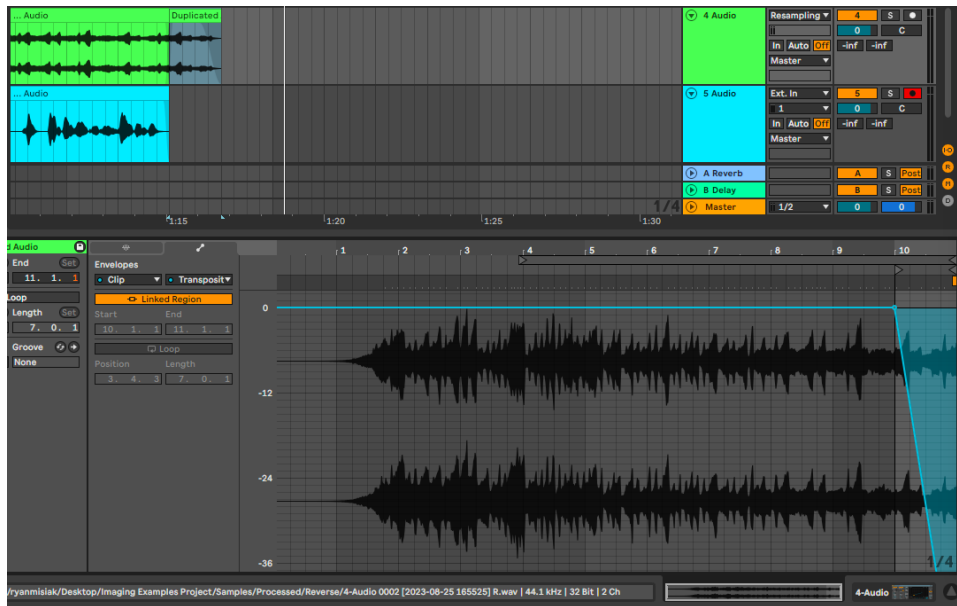 ... Audio
Duplicated
4 Audio
Resampling
4
S
0
C
In Auto Off
-inf -inf
Master
... Audio
5 Audio
Ext. In
5
S
1
0
C
In Auto Off
-inf -inf
Master
I·O
A Reverb
A
S
Post
R
B Delay
B
S
Post
M
1/4
Master
1/2
0
0
D
1:15
1:20
1:25
1:30
d Audio
End
Set
11. 1. 1
Loop
Length
Set
7. 0. 1
Groove
None
Envelopes
Clip
Transposit
Linked Region
Start
End
10. 1. 1
11. 1. 1
Loop
Position
Length
3. 4. 3
7. 0. 1
1
2
3
4
5
6
7
8
9
10
0
-12
-24
-36
1/4
/ryanmisiak/Desktop/Imaging Examples Project/Samples/Processed/Reverse/4-Audio 0002 [2023-08-25 165525] R.wav | 44.1 kHz | 32 Bit | 2 Ch
4-Audio